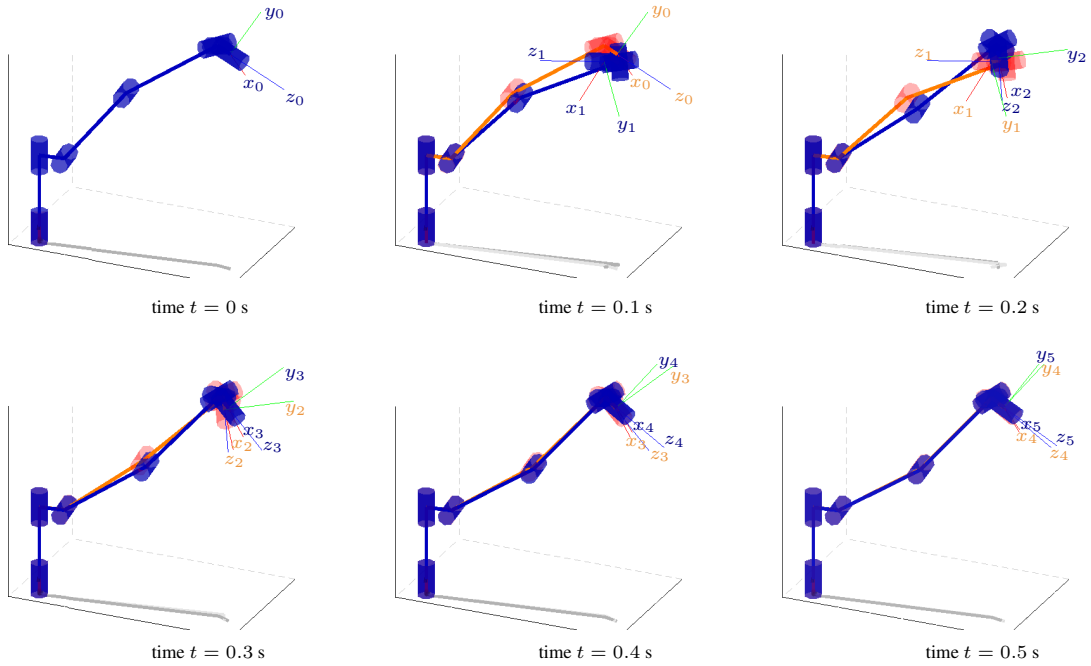 y₀
x₀
z₀
time t = 0 s
y₀
z₁
x₀
z₀
x₁
y₁
time t = 0.1 s
y₂
z₁
x₂
z₂
x₁
y₁
time t = 0.2 s
y₃
y₂
x₃
x₂
z₃
z₂
time t = 0.3 s
y₄
y₃
x₄
x₃
z₄
z₃
time t = 0.4 s
y₅
y₄
x₅
x₄
z₅
z₄
time t = 0.5 s